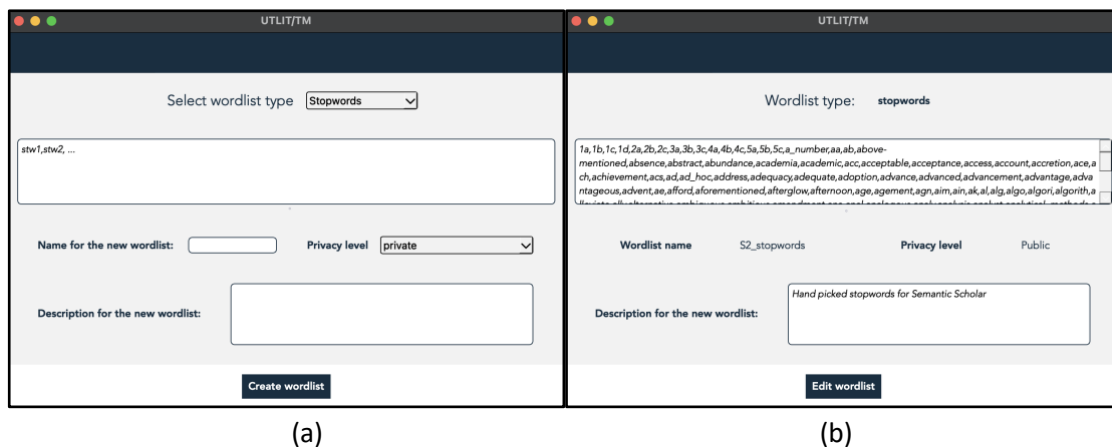 UTLIT/TM
Select wordlist type Stopwords
stw1,stw2, ...
Name for the new wordlist: Privacy level private
Description for the new wordlist:
Create wordlist
(a)
UTLIT/TM
Wordlist type: stopwords
1a,1b,1c,1d,2a,2b,2c,3a,3b,3c,4a,4b,4c,5a,5b,5c,a_number,aa,ab,above-
mentioned,absence,abstract,abundance,academia,academic,acc,acceptable,acceptance,access,account,accretion,ace,a
ch,achievement,acs,ad,ad_hoc,address,adequacy,adequate,adoption,advance,advanced,advancement,advantage,adva
ntageous,advent,ae,afford,aforementioned,afterglow,afternoon,age,agement,agn,aim,ain,ak,al,alg,algo,algori,algorith,a
Wordlist name S2_stopwords Privacy level Public
Description for the new wordlist: Hand picked stopwords for Semantic Scholar
Edit wordlist
(b)